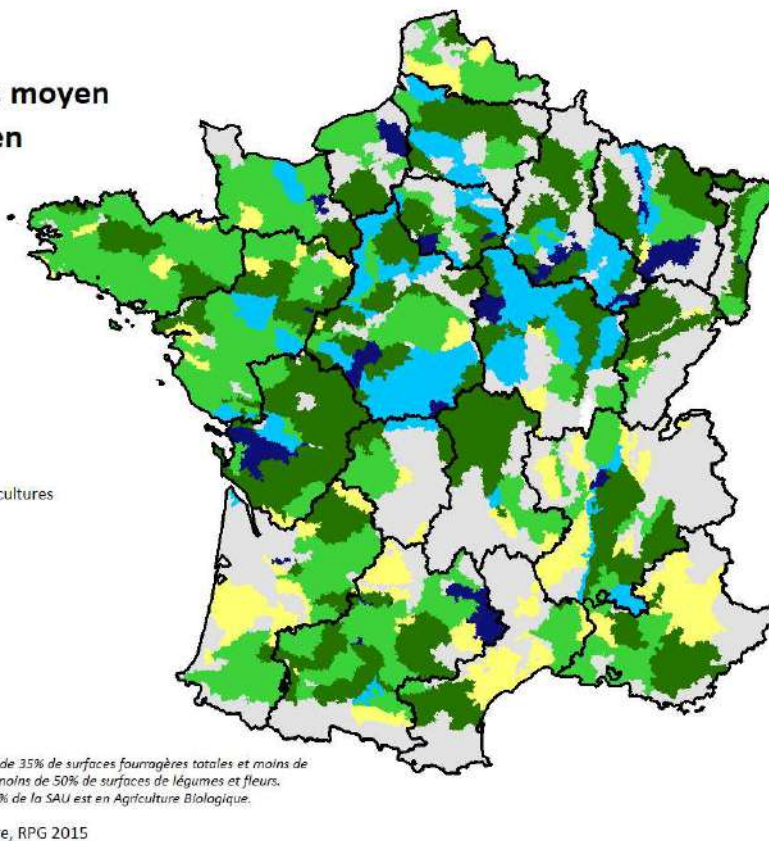 moyen
en
cultures
de 35% de surfaces fourragères totales et moins de
moins de 50% de surfaces de légumes et fleurs.
% de la SAU est en Agriculture Biologique.
e, RPG 2015